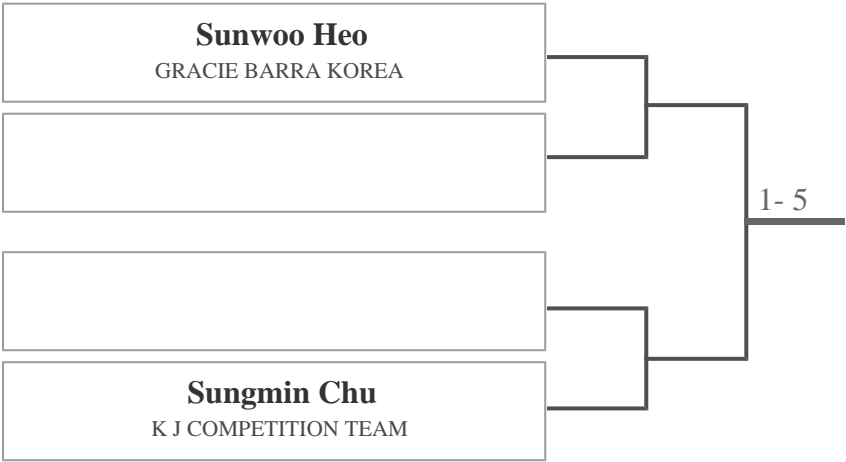 Sunwoo Heo
GRACIE BARRA KOREA
1- 5
Sungmin Chu
K J COMPETITION TEAM